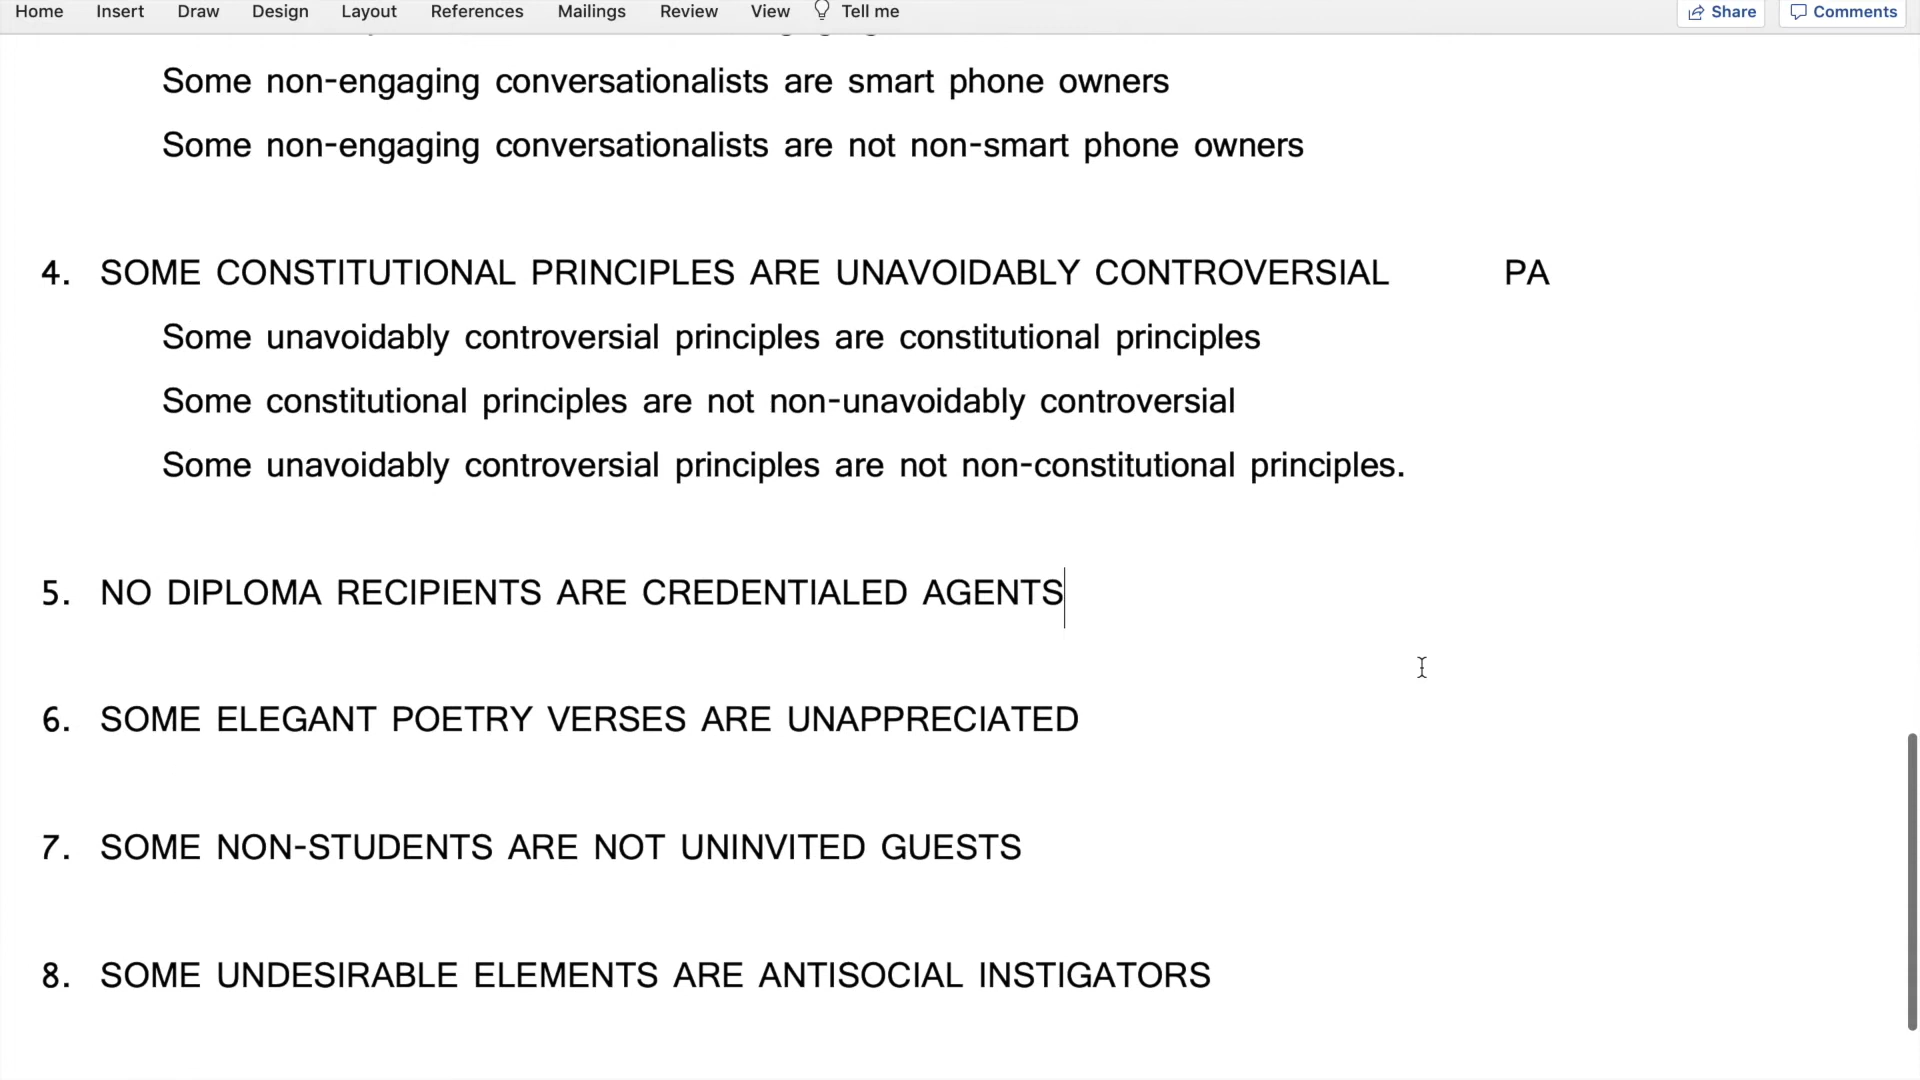 Home Insert Draw Design Layout References Mailings Review View Tell me Share Comments
Some non-engaging conversationalists are smart phone owners
Some non-engaging conversationalists are not non-smart phone owners
4. SOME CONSTITUTIONAL PRINCIPLES ARE UNAVOIDABLY CONTROVERSIAL PA
Some unavoidably controversial principles are constitutional principles
Some constitutional principles are not non-unavoidably controversial
Some unavoidably controversial principles are not non-constitutional principles.
5. NO DIPLOMA RECIPIENTS ARE CREDENTIALED AGENTS
6. SOME ELEGANT POETRY VERSES ARE UNAPPRECIATED
7. SOME NON-STUDENTS ARE NOT UNINVITED GUESTS
8. SOME UNDESIRABLE ELEMENTS ARE ANTISOCIAL INSTIGATORS